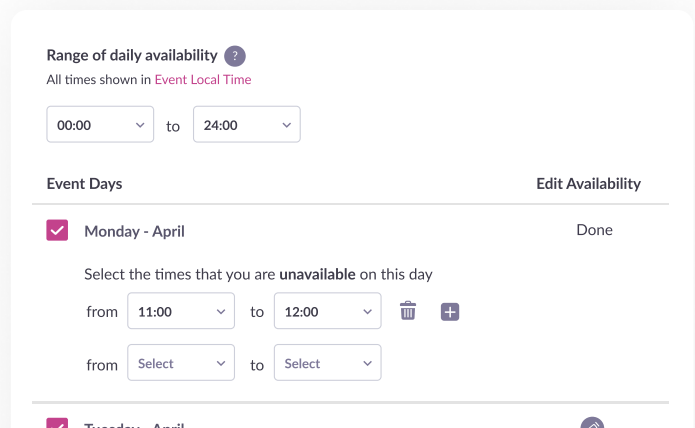 Range of daily availability ?
All times shown in Event Local Time
00:00 to 24:00
Event Days Edit Availability
Monday - April Done
Select the times that you are unavailable on this day
from 11:00 to 12:00
from Select to Select
Tuesday - April